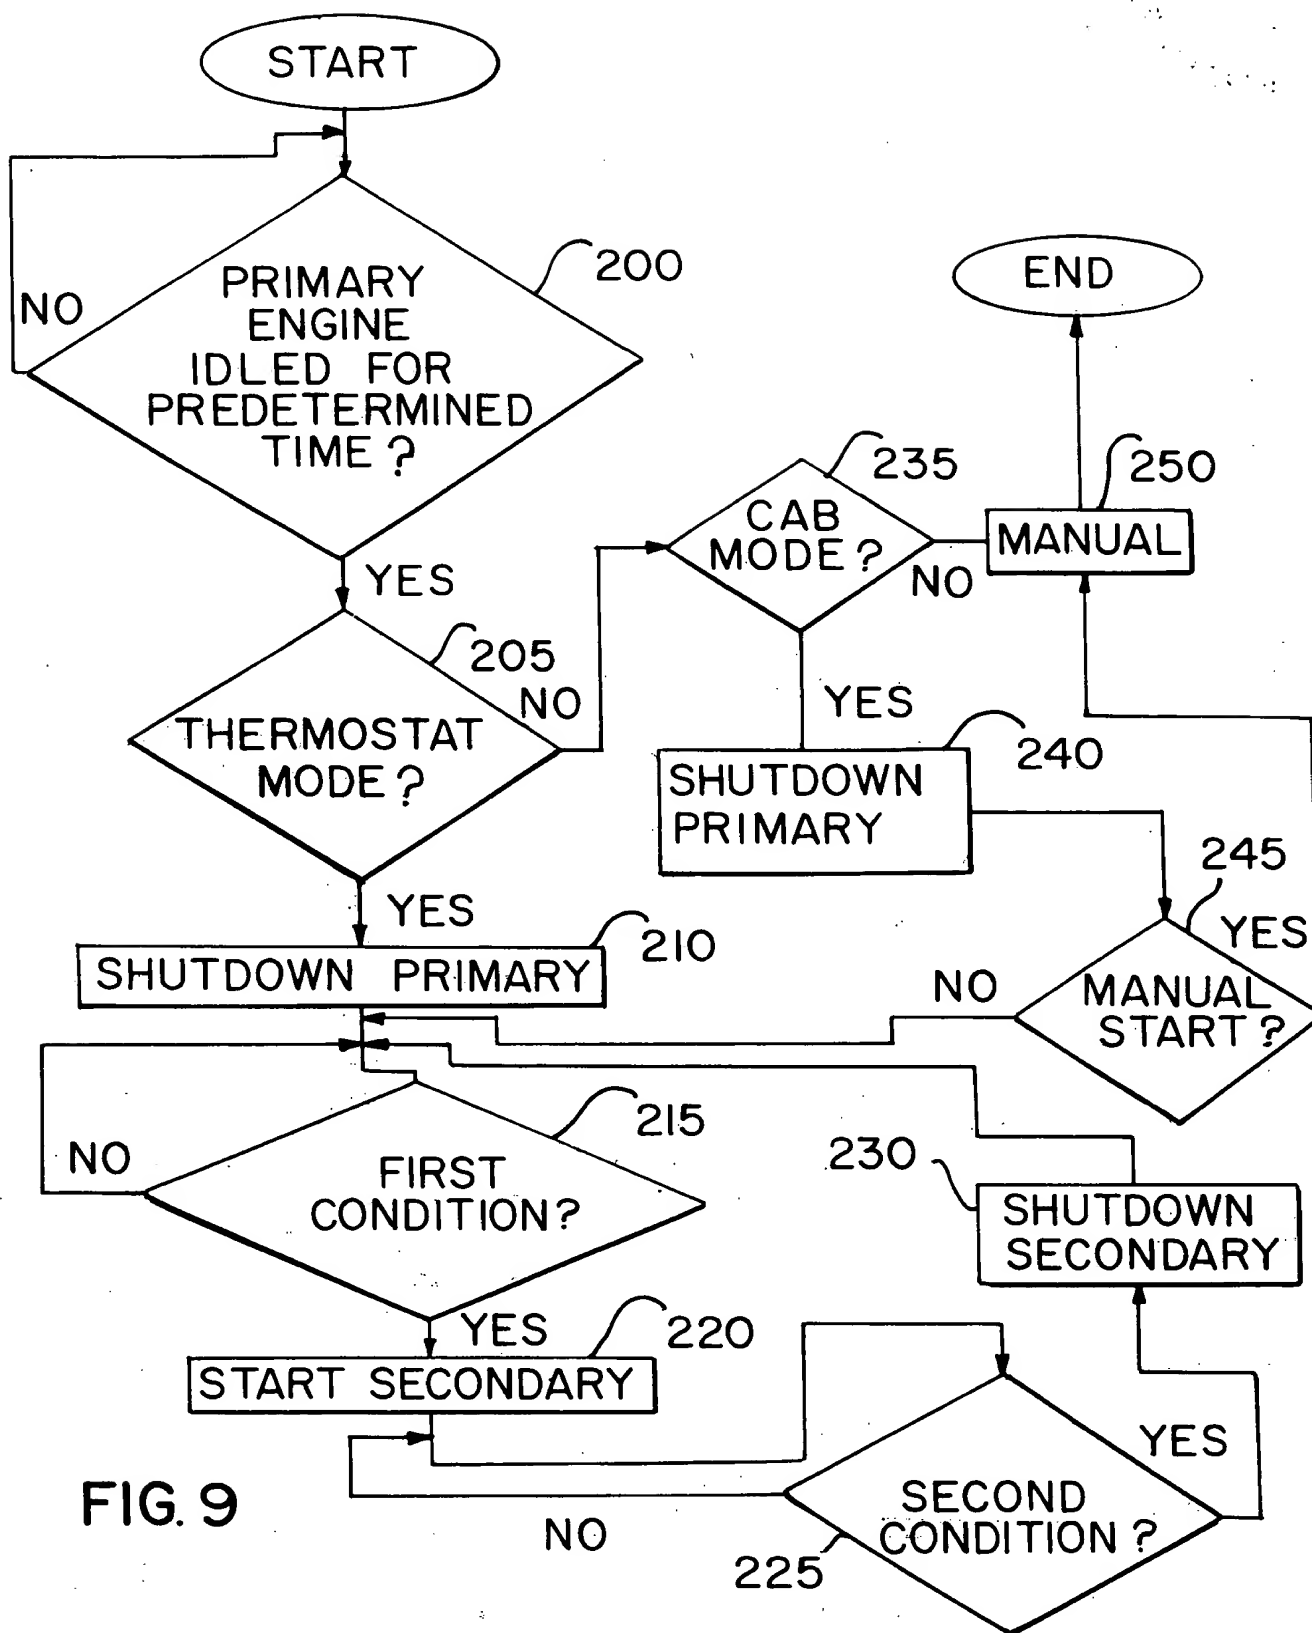 START
NO
PRIMARY
ENGINE
IDLED FOR
PREDETERMINED
TIME?
200
END
YES
235
250
CAB
MODE?
NO
MANUAL
205
NO
THERMOSTAT
MODE?
YES
240
SHUTDOWN
PRIMARY
245
YES
YES
210
SHUTDOWN PRIMARY
NO
MANUAL
START?
215
NO
FIRST
CONDITION?
230
SHUTDOWN
SECONDARY
YES
220
START SECONDARY
YES
SECOND
CONDITION?
NO
225
FIG. 9